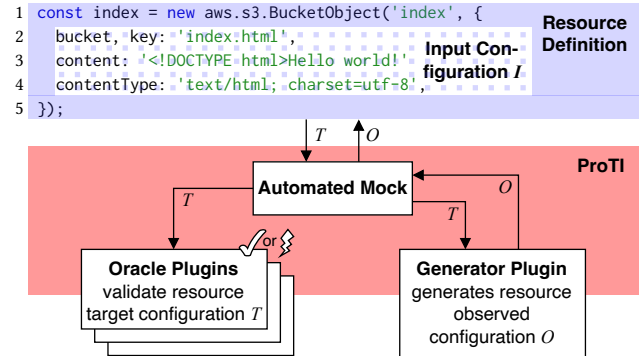 1 const index = new aws.s3.BucketObject('index', {
2 bucket, key: 'index.html',
3 content: '<!DOCTYPE html>Hello world!'
4 contentType: 'text/html; charset=utf-8',
5 });
Resource
Definition
Input Con-
figuration I
T
O
ProTI
Automated Mock
T
O
T
or
Oracle Plugins
validate resource
target configuration T
Generator Plugin
generates resource
observed
configuration O